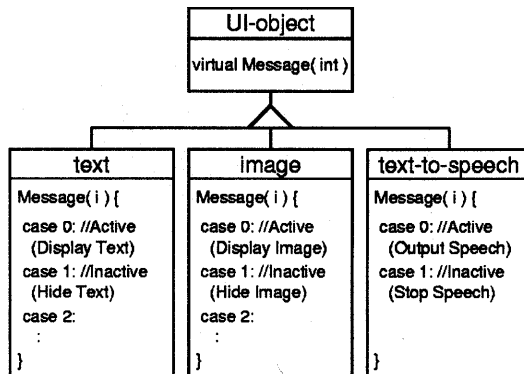 UI-object
virtual Message( int )
text
Message( i ) {
case 0: //Active
(Display Text)
case 1: //Inactive
(Hide Text)
case 2:
:
}
image
Message( i ) {
case 0: //Active
(Display Image)
case 1: //Inactive
(Hide Image)
case 2:
:
}
text-to-speech
Message( i ) {
case 0: //Active
(Output Speech)
case 1: //Inactive
(Stop Speech)
}